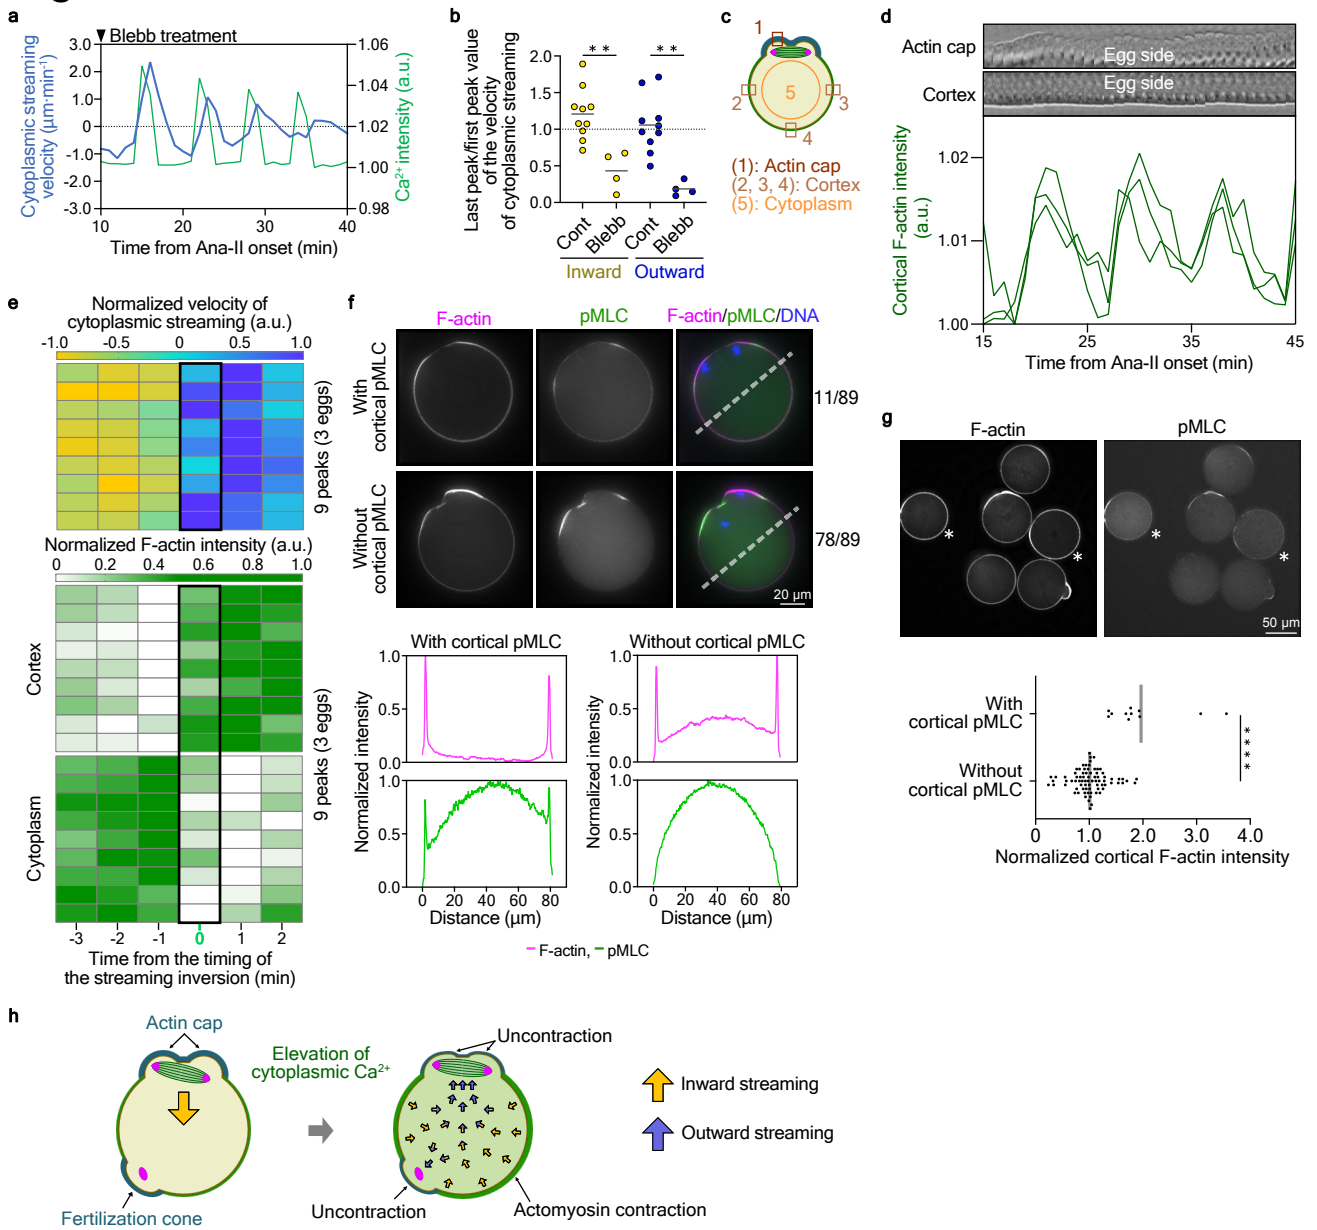 a
Blebb treatment
Cytoplasmic streaming
velocity (µm·min⁻¹)
3.0
2.0
1.0
0
-1.0
-2.0
-3.0
1.06
1.04
1.02
1.00
0.98
Ca²⁺ intensity (a.u.)
10
20
30
40
Time from Ana-II onset (min)
b
Last peak/first peak value
of the velocity
of cytoplasmic streaming
2.0
1.5
1.0
0.5
0.0
**
**
Cont
Blebb
Cont
Blebb
Inward
Outward
c
1
2
3
4
5
(1): Actin cap
(2, 3, 4): Cortex
(5): Cytoplasm
d
Actin cap
Egg side
Cortex
Egg side
Cortical F-actin intensity
(a.u.)
1.02
1.01
1.00
15
25
35
45
Time from Ana-II onset (min)
e
Normalized velocity of
cytoplasmic streaming (a.u.)
-1.0
-0.5
0
0.5
1.0
9 peaks (3 eggs)
Normalized F-actin intensity (a.u.)
0
0.2
0.4
0.6
0.8
1.0
Cortex
Cytoplasm
9 peaks (3 eggs)
-3
-2
-1
0
1
2
Time from the timing of
the streaming inversion (min)
f
F-actin
pMLC
F-actin/pMLC/DNA
With
cortical pMLC
11/89
Without
cortical pMLC
78/89
20 µm
With cortical pMLC
Without cortical pMLC
Normalized intensity
1.0
0.5
0.0
1.0
0.5
0.0
0
20
40
60
80
Distance (µm)
Normalized intensity
1.0
0.5
0.0
1.0
0.5
0.0
0
20
40
60
80
Distance (µm)
F-actin, pMLC
g
F-actin
pMLC
*
*
*
*
50 µm
With
cortical pMLC
Without
cortical pMLC
****
0
1.0
2.0
3.0
4.0
Normalized cortical F-actin intensity
h
Actin cap
Fertilization cone
Elevation of
cytoplasmic Ca²⁺
Uncontraction
Uncontraction
Actomyosin contraction
Inward streaming
Outward streaming